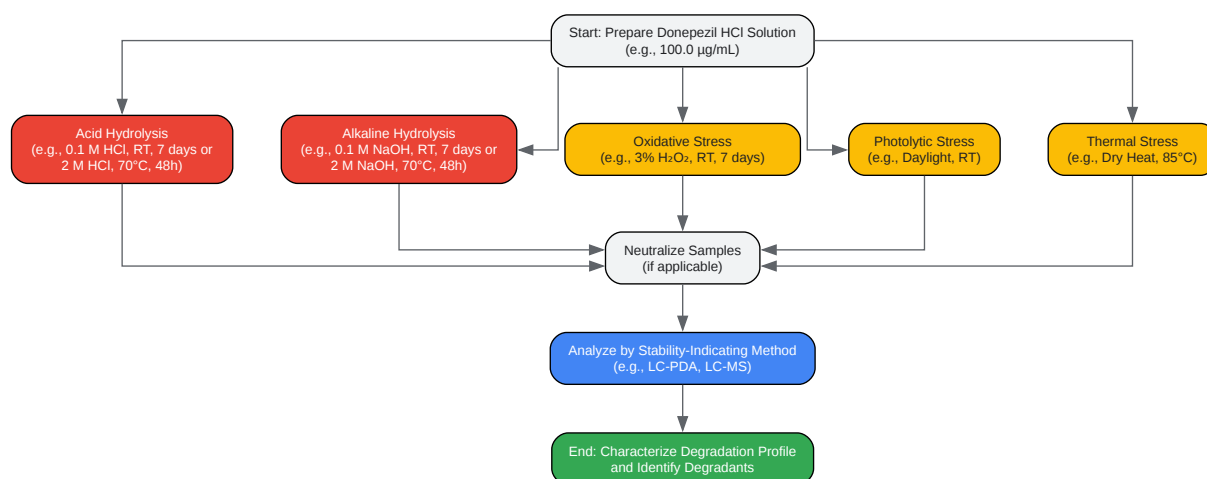 Start: Prepare Donepezil HCl Solution
(e.g., 100.0 µg/mL)
Acid Hydrolysis
(e.g., 0.1 M HCl, RT, 7 days or
2 M HCl, 70°C, 48h)
Alkaline Hydrolysis
(e.g., 0.1 M NaOH, RT, 7 days or
2 M NaOH, 70°C, 48h)
Oxidative Stress
(e.g., 3% H₂O₂, RT, 7 days)
Photolytic Stress
(e.g., Daylight, RT)
Thermal Stress
(e.g., Dry Heat, 85°C)
Neutralize Samples
(if applicable)
Analyze by Stability-Indicating Method
(e.g., LC-PDA, LC-MS)
End: Characterize Degradation Profile
and Identify Degradants